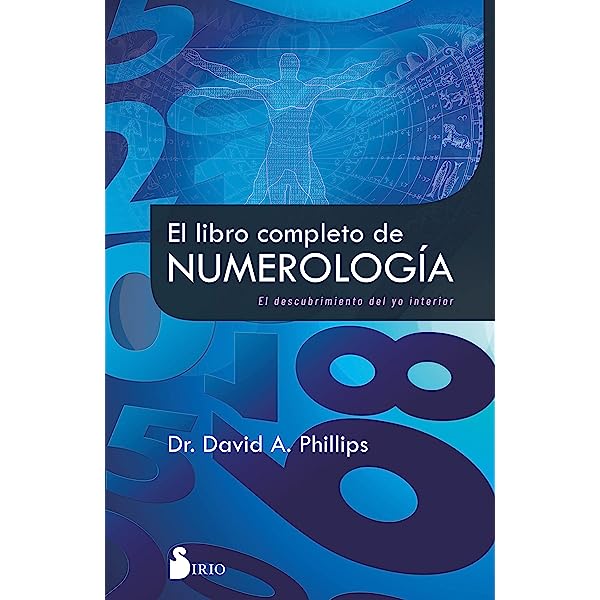 El libro completo de
NUMEROLOGÍA
El descubrimiento del yo interior
Dr. David A. Phillips
SIRIO